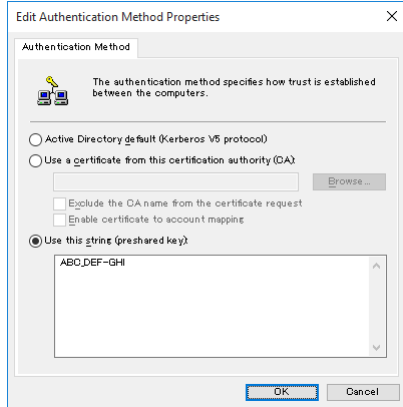 Edit Authentication Method Properties
Authentication Method
The authentication method specifies how trust is established
between the computers.
Active Directory default (Kerberos V5 protocol)
Use a certificate from this certification authority (CA):
Browse...
Exclude the CA name from the certificate request
Enable certificate to account mapping
Use this string (preshared key):
ABC_DEF-GHI
OK Cancel